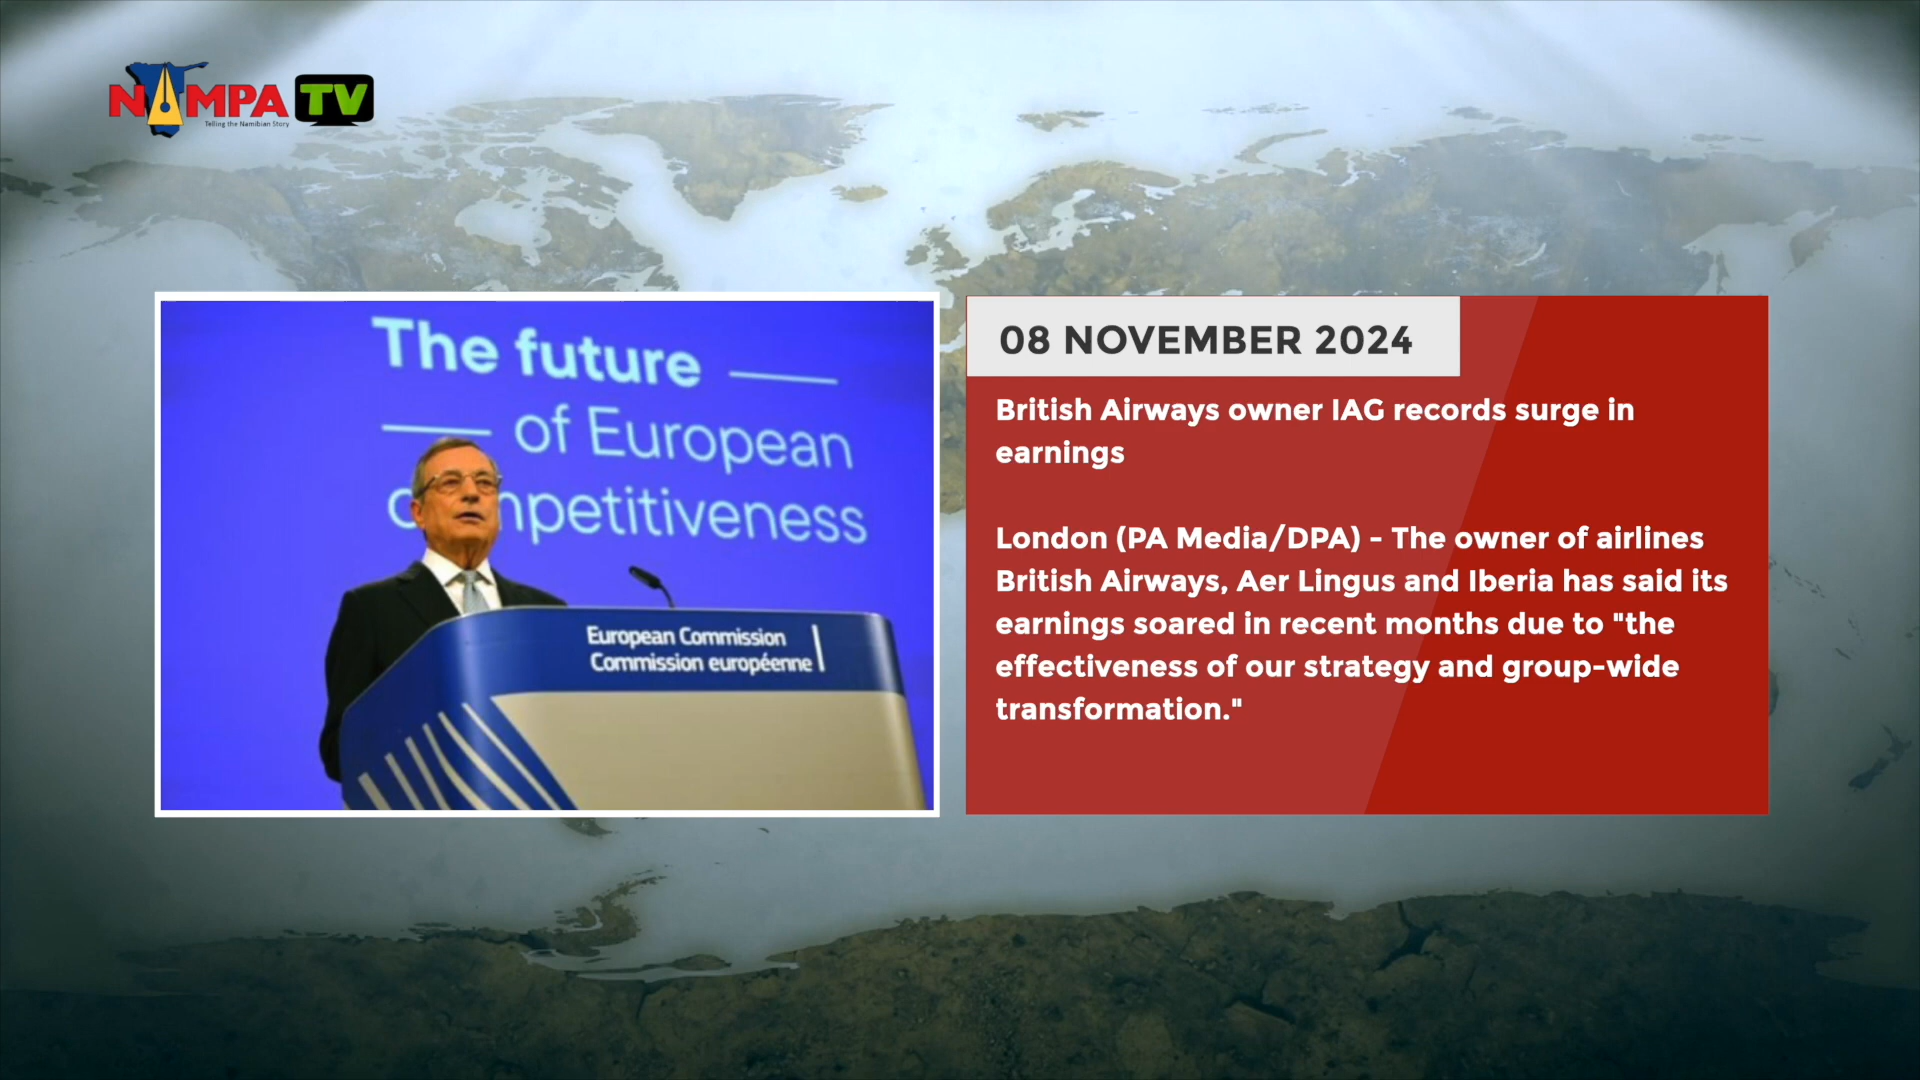 NAMPA TV
Telling the Namibian Story
The future
of European
c mpetitiveness
European Commission
Commission européenne
08 NOVEMBER 2024
British Airways owner IAG records surge in
earnings
London (PA Media/DPA) - The owner of airlines
British Airways, Aer Lingus and Iberia has said its
earnings soared in recent months due to "the
effectiveness of our strategy and group-wide
transformation."